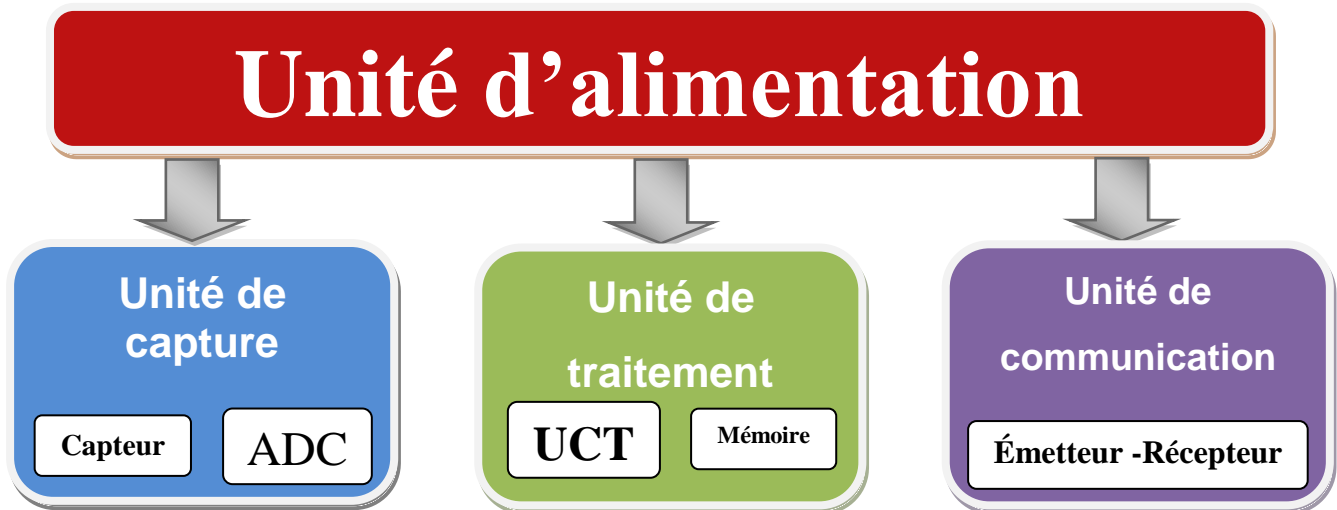 Unité d’alimentation
Unité de
capture
Capteur
ADC
Unité de
traitement
UCT
Mémoire
Unité de
communication
Émetteur -Récepteur